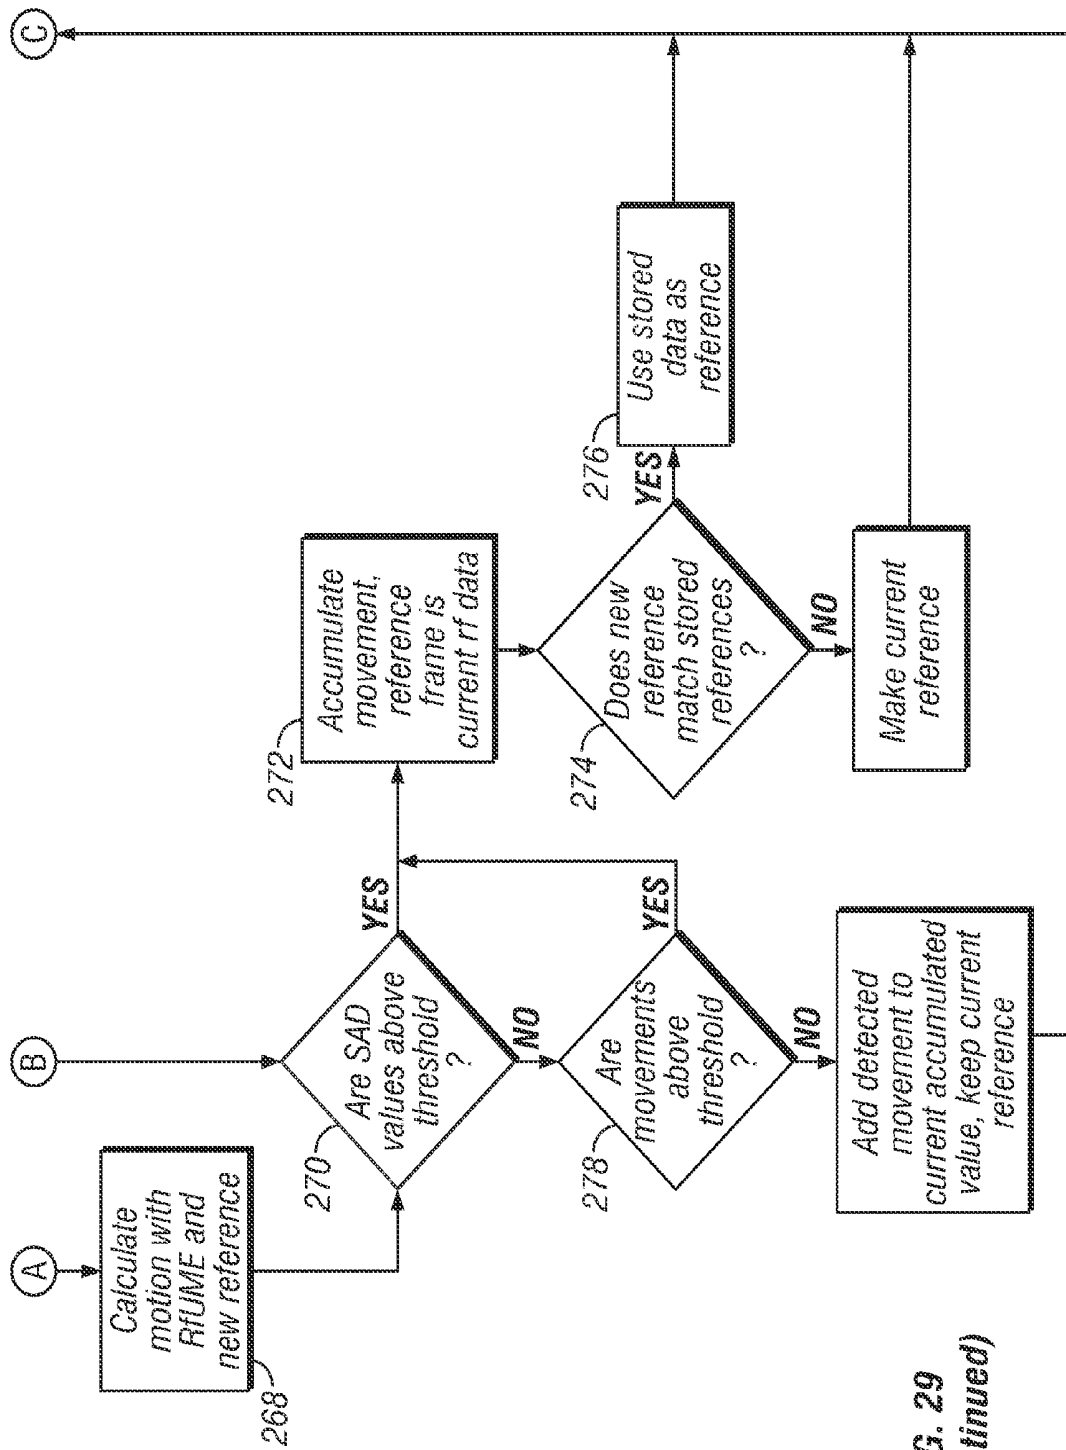 A
B
C
Calculate
motion with
RfUME and
new reference
268
270
Are SAD
values above
threshold
?
YES
NO
272
Accumulate
movement,
reference
frame is
current rf data
278
Are
movements
above
threshold
?
YES
NO
274
Does new
reference
match stored
references
?
YES
NO
276
Use stored
data as
reference
Add detected
movement to
current accumulated
value, keep current
reference
Make current
reference
G. 29
tinued)